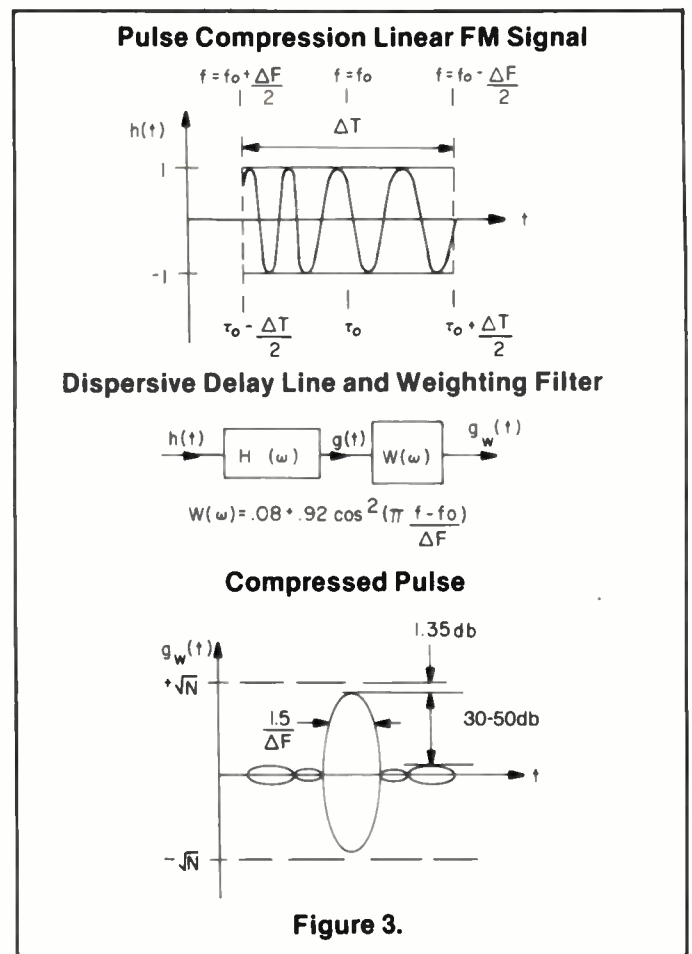 Pulse Compression Linear FM Signal
f = fo + ΔF/2 f = fo f = fo - ΔF/2
ΔT
h(t)
1
t
-1
τo - ΔT/2 τo τo + ΔT/2
Dispersive Delay Line and Weighting Filter
h(t) H (ω) g(t) W(ω) gw(t)
W(ω) = .08 + .92 cos² (π f - fo/ΔF)
Compressed Pulse
1.35db
gw(t)
+√N
1.5/ΔF
30-50db
t
-√N
Figure 3.